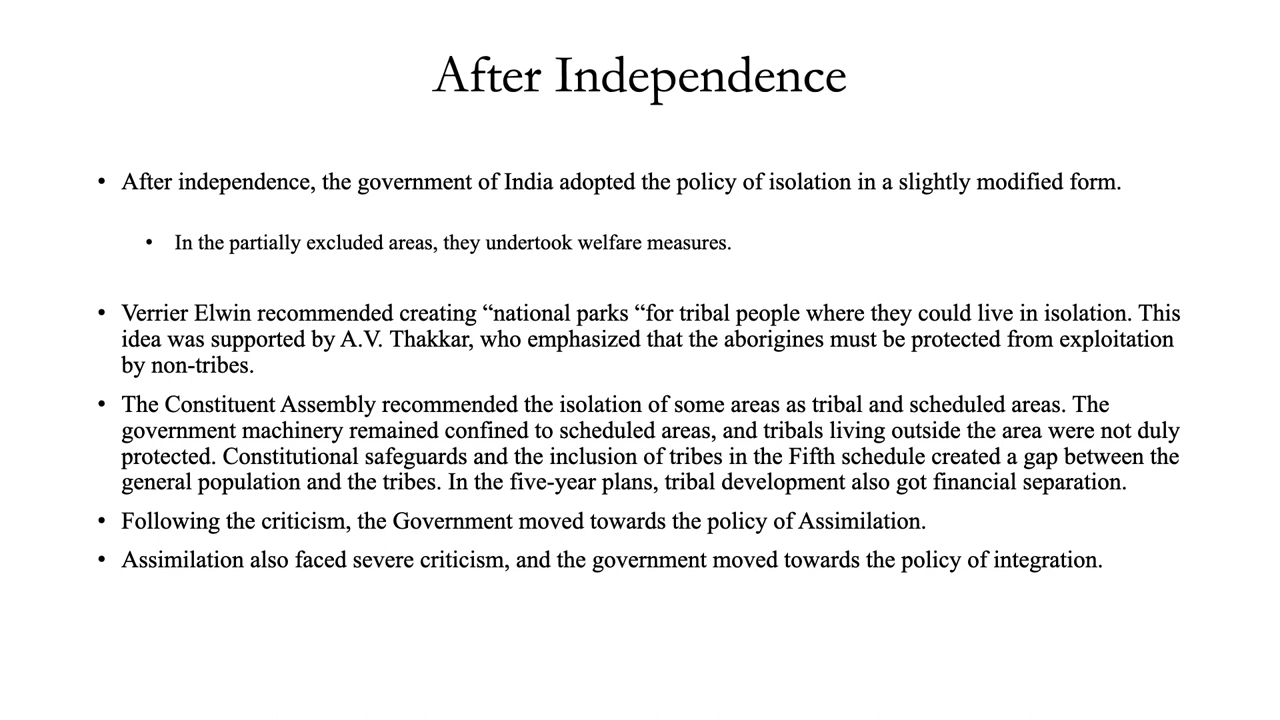 After Independence
• After independence, the government of India adopted the policy of isolation in a slightly modified form.
• In the partially excluded areas, they undertook welfare measures.
• Verrier Elwin recommended creating “national parks “for tribal people where they could live in isolation. This
idea was supported by A.V. Thakkar, who emphasized that the aborigines must be protected from exploitation
by non-tribes.
• The Constituent Assembly recommended the isolation of some areas as tribal and scheduled areas. The
government machinery remained confined to scheduled areas, and tribals living outside the area were not duly
protected. Constitutional safeguards and the inclusion of tribes in the Fifth schedule created a gap between the
general population and the tribes. In the five-year plans, tribal development also got financial separation.
• Following the criticism, the Government moved towards the policy of Assimilation.
• Assimilation also faced severe criticism, and the government moved towards the policy of integration.